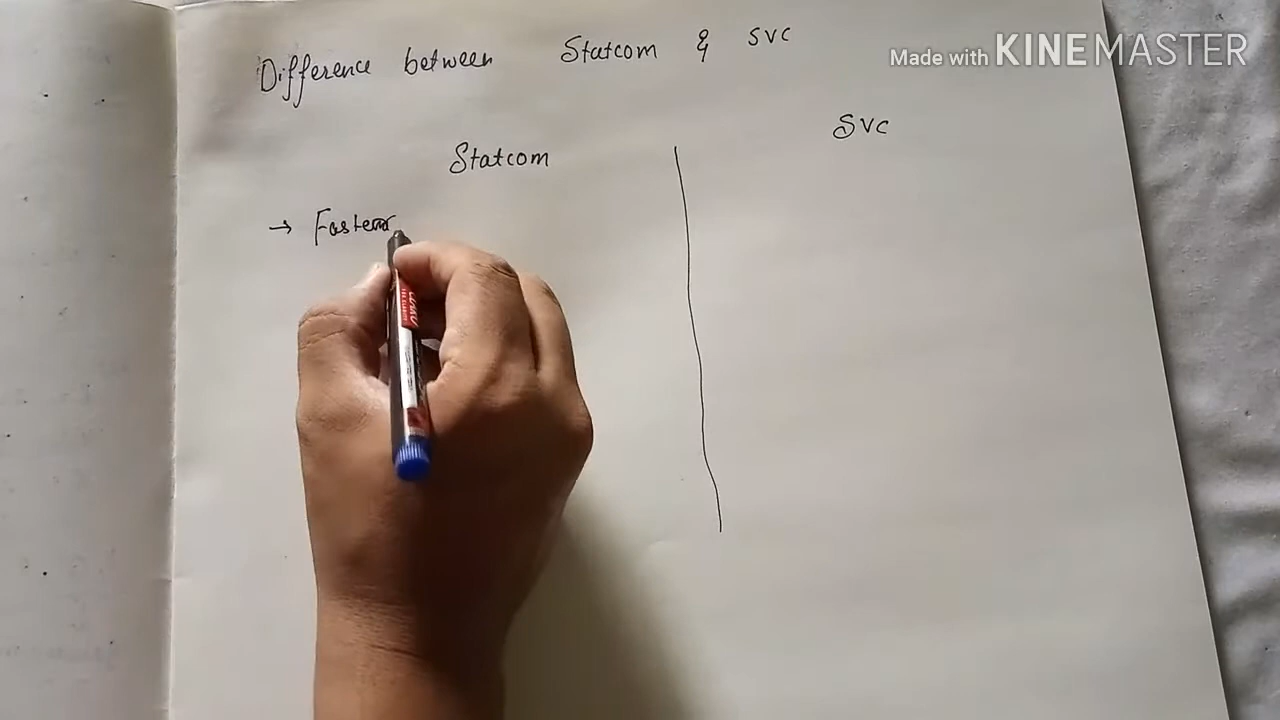 Difference between Statcom & SVC
Made with KINEMASTER
Statcom
SVC
→ Faster